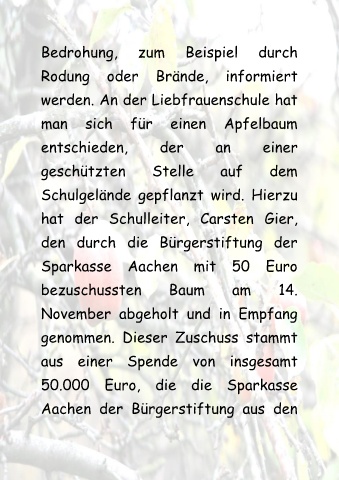 Bedrohung, zum Beispiel durch
Rodung oder Brände, informiert
werden. An der Liebfrauenschule hat
man sich für einen Apfelbaum
entschieden, der an einer
geschützten Stelle auf dem
Schulgelände gepflanzt wird. Hierzu
hat der Schulleiter, Carsten Gier,
den durch die Bürgerstiftung der
Sparkasse Aachen mit 50 Euro
bezuschussten Baum am 14.
November abgeholt und in Empfang
genommen. Dieser Zuschuss stammt
aus einer Spende von insgesamt
50.000 Euro, die die Sparkasse
Aachen der Bürgerstiftung aus den